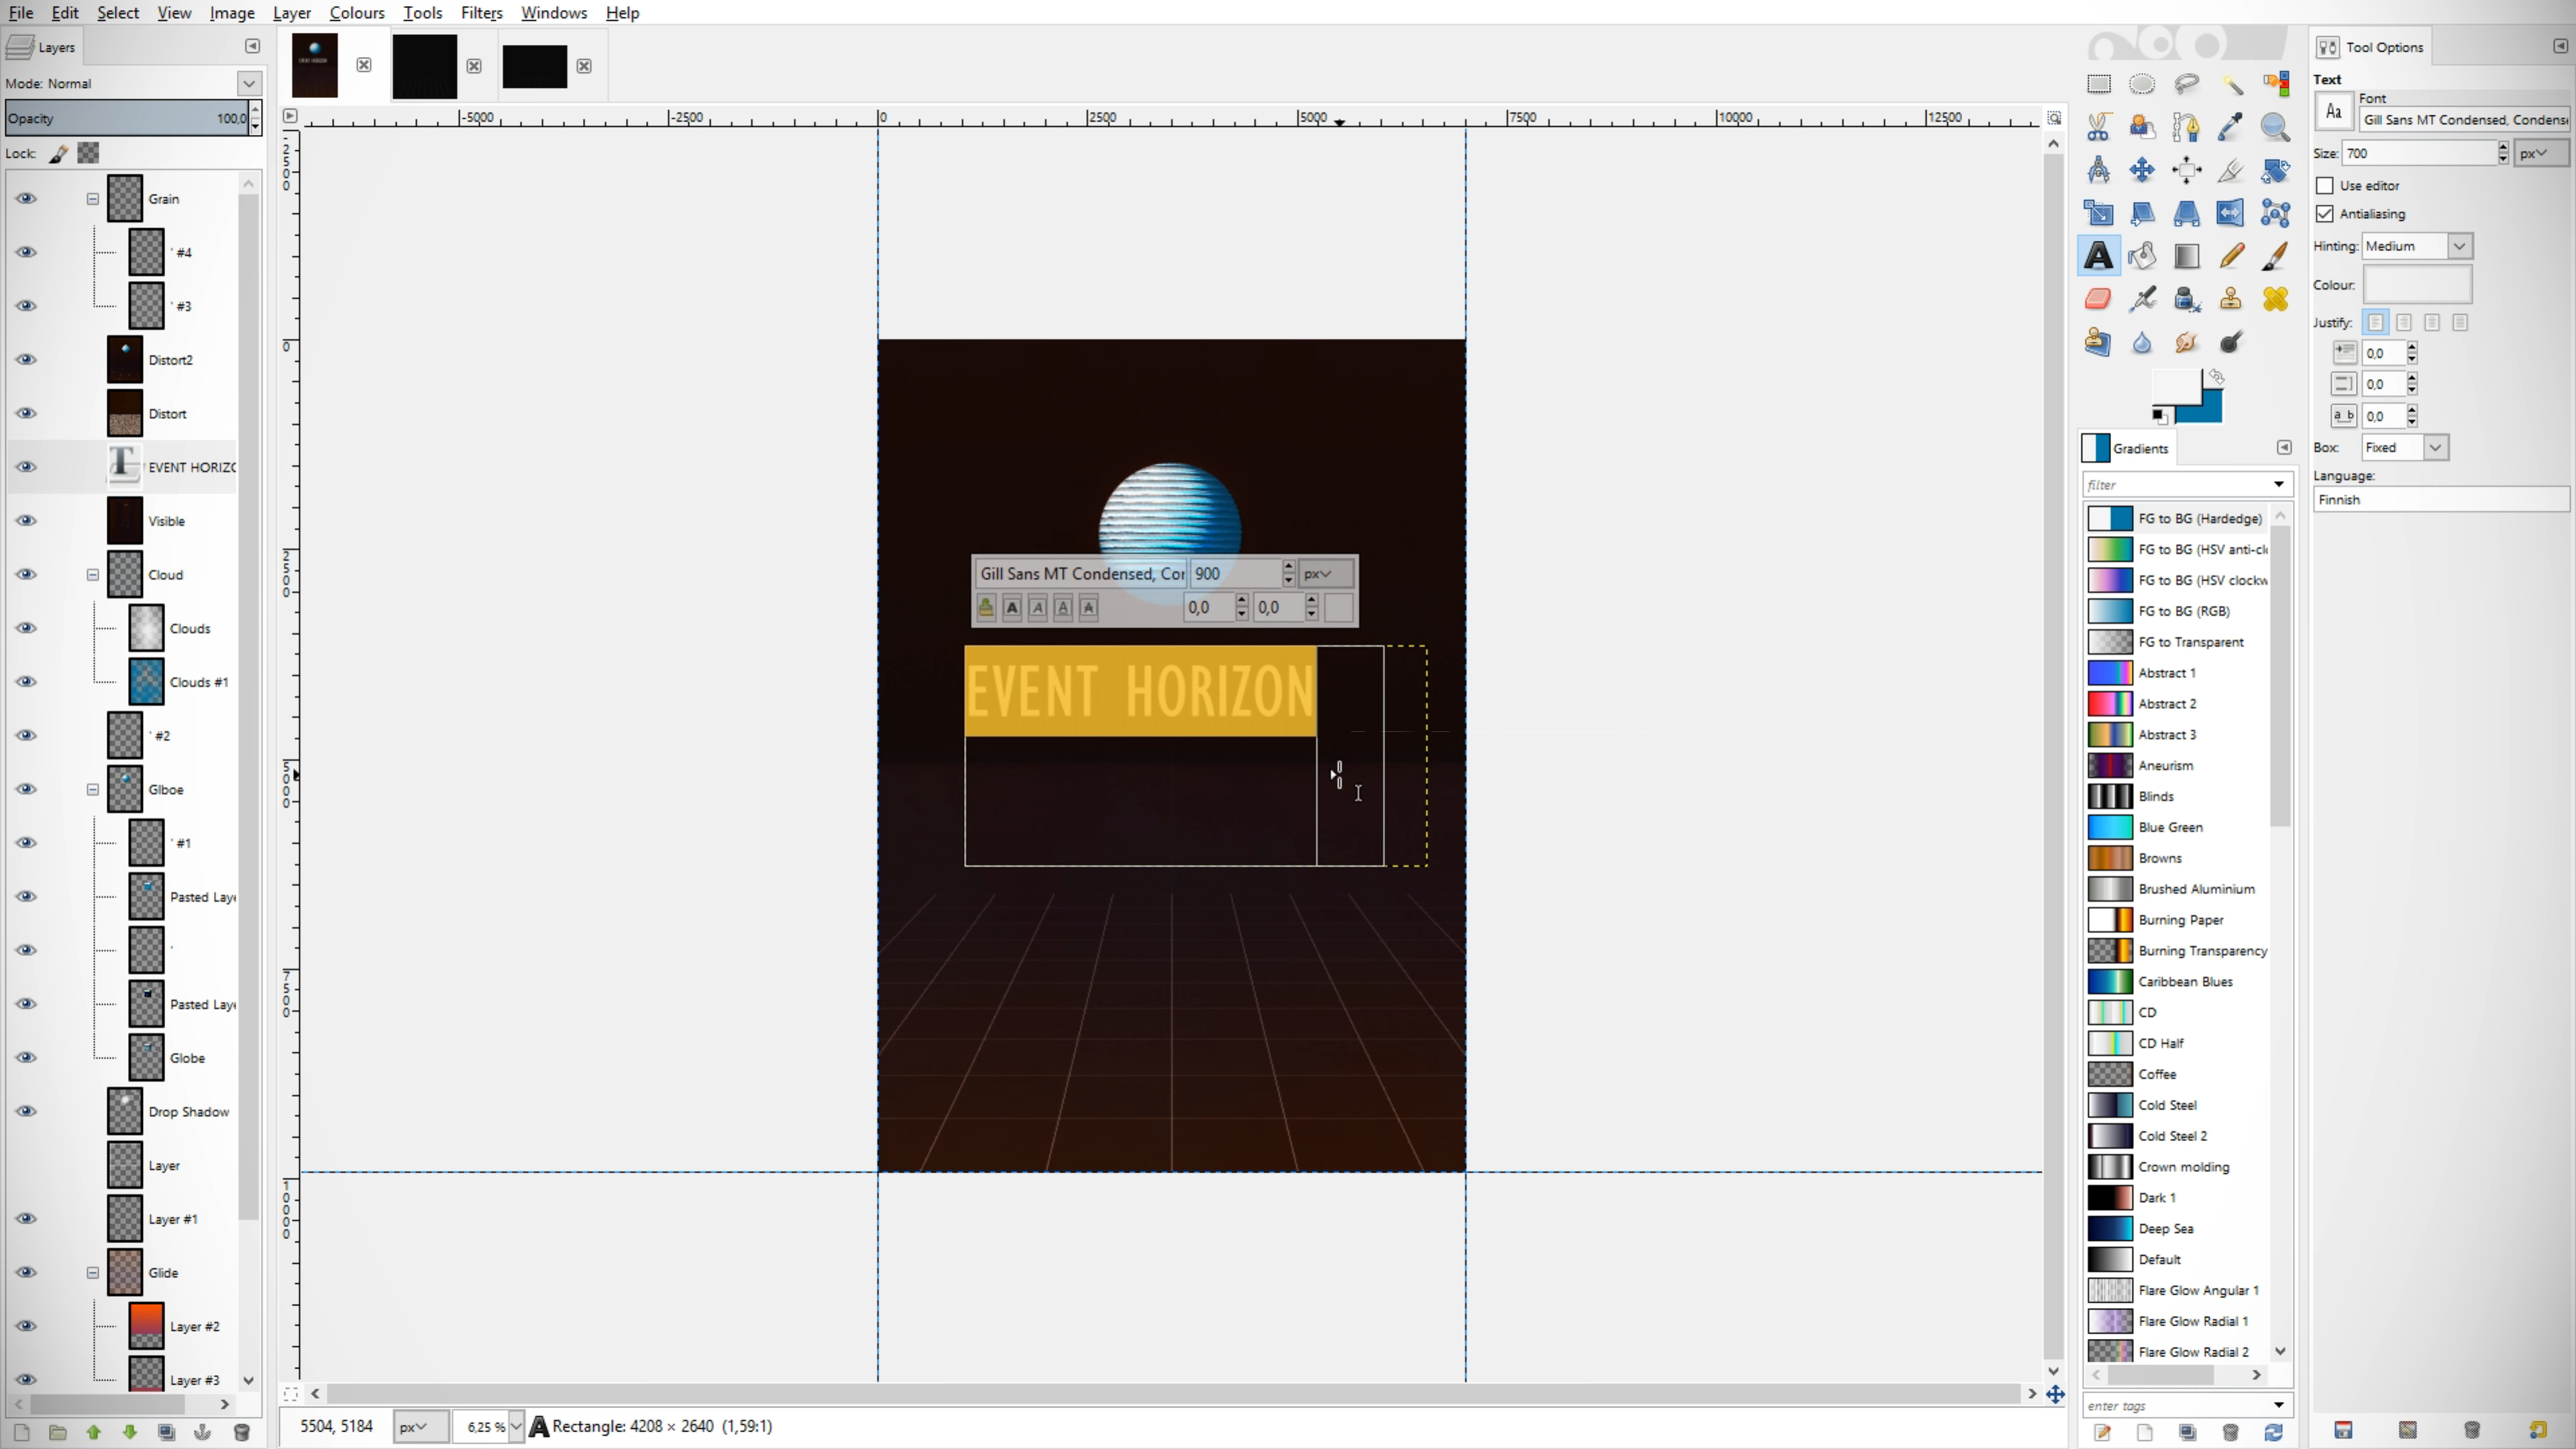 File Edit Select View Image Layer Colours Tools Filters Windows Help
Layers
Mode: Normal
Opacity 100,0
Lock:
Grain
' #4
' #3
Distort2
Distort
EVENT HORIZO
Visible
Cloud
Clouds
Clouds #1
' #2
Glboe
' #1
Pasted Laye
'
Pasted Laye
Globe
Drop Shadow
Layer
Layer #1
Glide
Layer #2
Layer #3
-5000 -2500 0 2500 5000 7500 10000 12500
-2500
0
2500
5000
7500
10000
Gill Sans MT Condensed, Cor 900 px
0,0 0,0
EVENT HORIZON
5504, 5184 px 6,25 % Rectangle: 4208 × 2640 (1,59:1)
Gradients
filter
FG to BG (Hardedge)
FG to BG (HSV anti-clo
FG to BG (HSV clockw
FG to BG (RGB)
FG to Transparent
Abstract 1
Abstract 2
Abstract 3
Aneurism
Blinds
Blue Green
Browns
Brushed Aluminium
Burning Paper
Burning Transparency
Caribbean Blues
CD
CD Half
Coffee
Cold Steel
Cold Steel 2
Crown molding
Dark 1
Deep Sea
Default
Flare Glow Angular 1
Flare Glow Radial 1
Flare Glow Radial 2
enter tags
Tool Options
Text
Font
Aa Gill Sans MT Condensed, Condense
Size: 700 px
Use editor
Antialiasing
Hinting: Medium
Colour:
Justify:
0,0
0,0
a b 0,0
Box: Fixed
Language:
Finnish